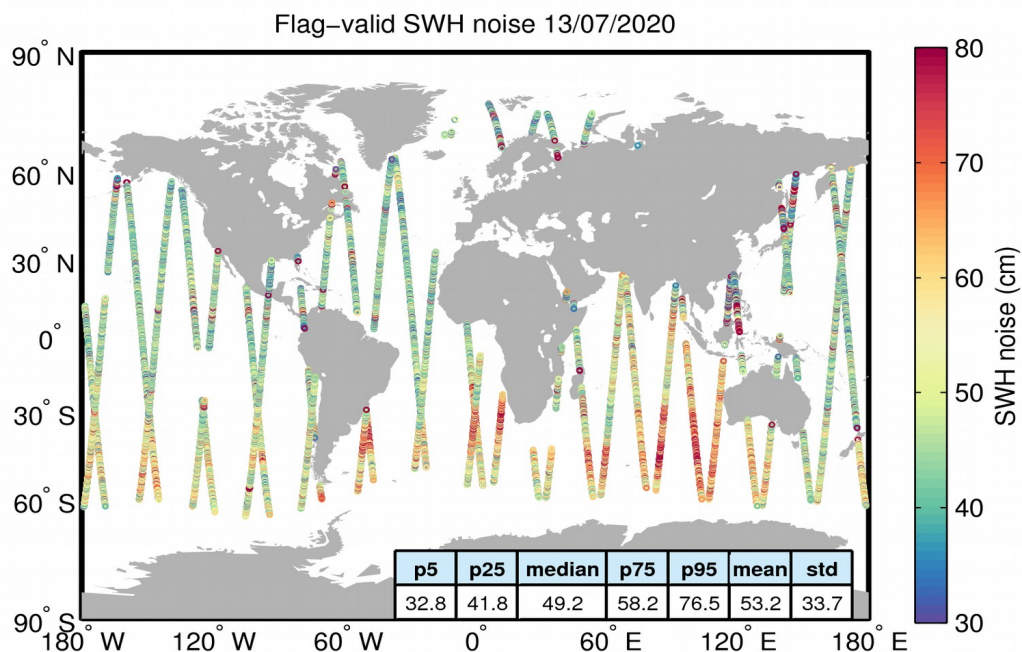 Flag−valid SWH noise 13/07/2020
90° N
60° N
30° N
0°
30° S
60° S
90° S
180° W
120° W
60° W
0°
60° E
120° E
180° E
p5 p25 median p75 p95 mean std
32.8 41.8 49.2 58.2 76.5 53.2 33.7
80
70
60
50
40
30
SWH noise (cm)